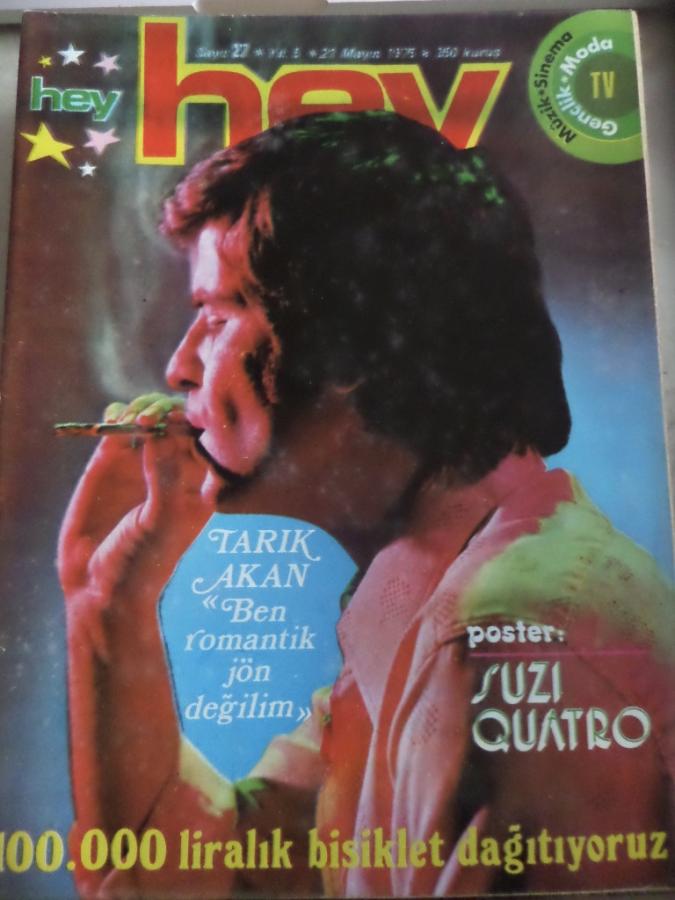 hey
hey
Sayı 27 * Yıl 5 * 21 Mayıs 1975 * 350 kuruş
Müzik•Sinema
Gençlik•Moda
TV
TARIK
AKAN
«Ben
romantik
jön
değilim»
poster:
SUZI
QUATRO
100.000 liralık bisiklet dağıtıyoruz